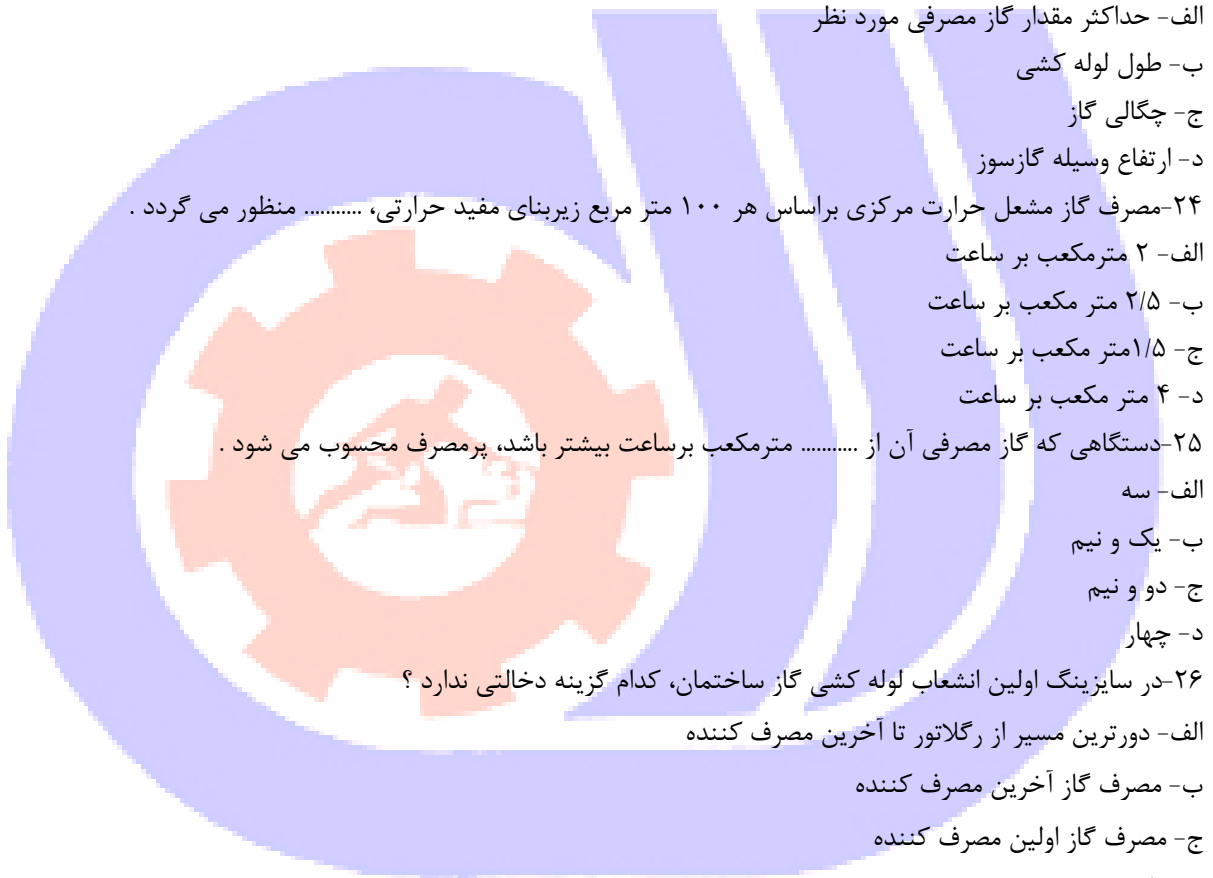 الف- حداکثر مقدار گاز مصرفی مورد نظر
ب- طول لوله کشی
ج- چگالی گاز
د- ارتفاع وسیله گازسوز
۲۴-مصرف گاز مشعل حرارت مرکزی براساس هر ۱۰۰ متر مربع زیربنای مفید حرارتی، ........... منظور می گردد .
الف- ۲ مترمکعب بر ساعت
ب- ۲/۵ متر مکعب بر ساعت
ج- ۱/۵متر مکعب بر ساعت
د- ۴ متر مکعب بر ساعت
۲۵-دستگاهی که گاز مصرفی آن از ........... مترمکعب برساعت بیشتر باشد، پرمصرف محسوب می شود .
الف- سه
ب- یک و نیم
ج- دو و نیم
د- چهار
۲۶-در سایزینگ اولین انشعاب لوله کشی گاز ساختمان، کدام گزینه دخالتی ندارد ؟
الف- دورترین مسیر از رگلاتور تا آخرین مصرف کننده
ب- مصرف گاز آخرین مصرف کننده
ج- مصرف گاز اولین مصرف کننده